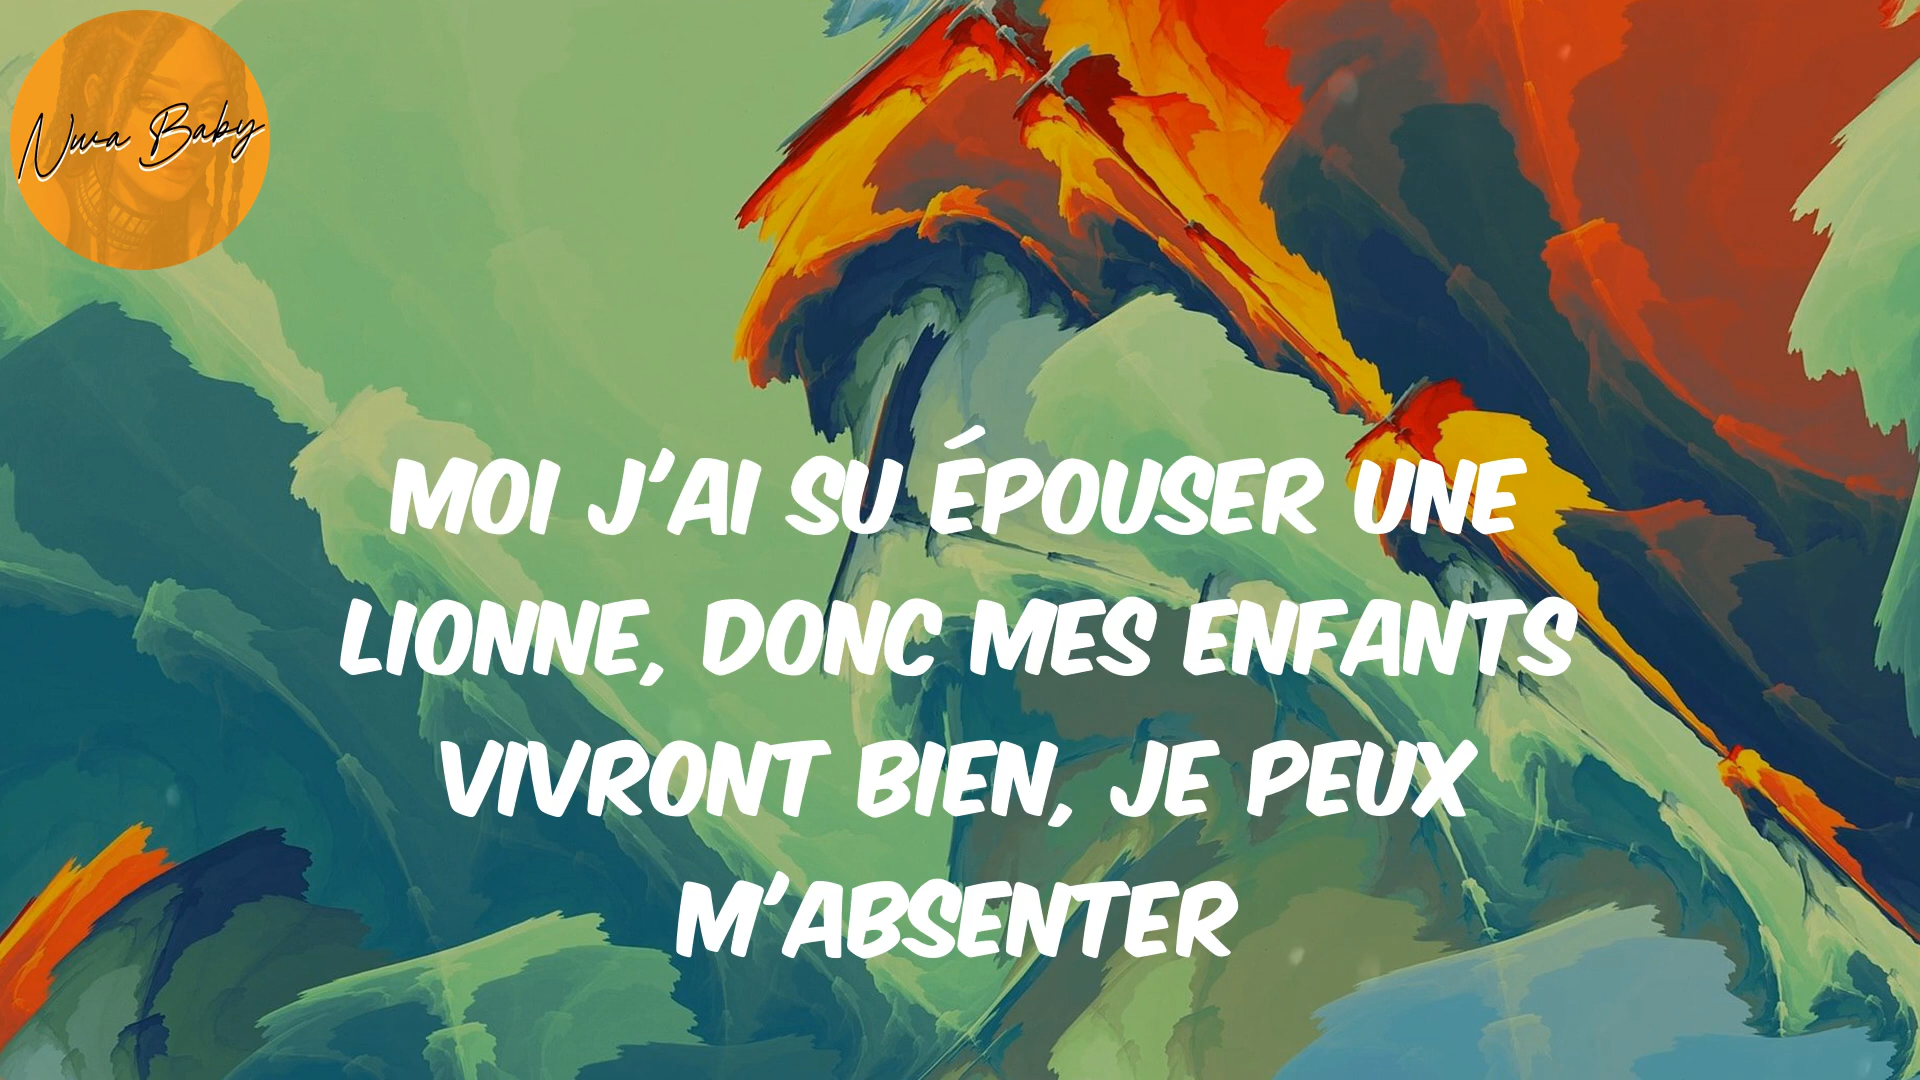 Nwa Baby
MOI J'AI SU ÉPOUSER UNE
LIONNE, DONC MES ENFANTS
VIVRONT BIEN, JE PEUX
M'ABSENTER